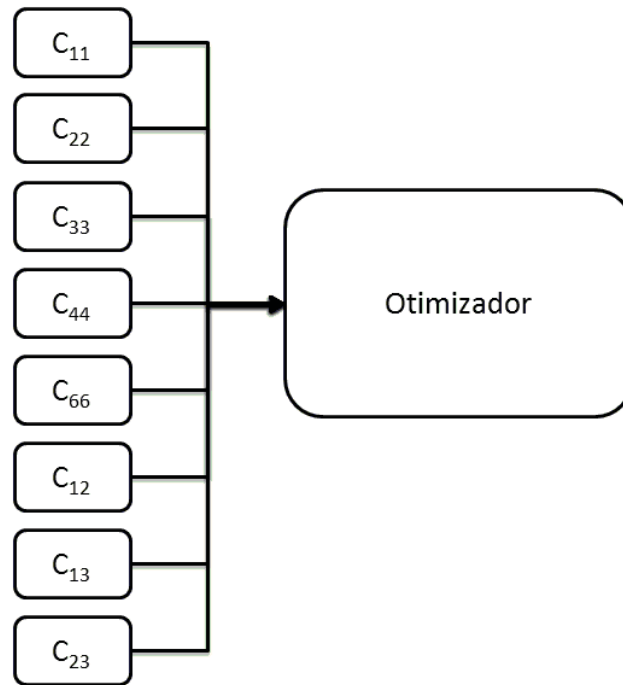 C₁₁
C₂₂
C₃₃
C₄₄
C₆₆
C₁₂
C₁₃
C₂₃
Otimizador